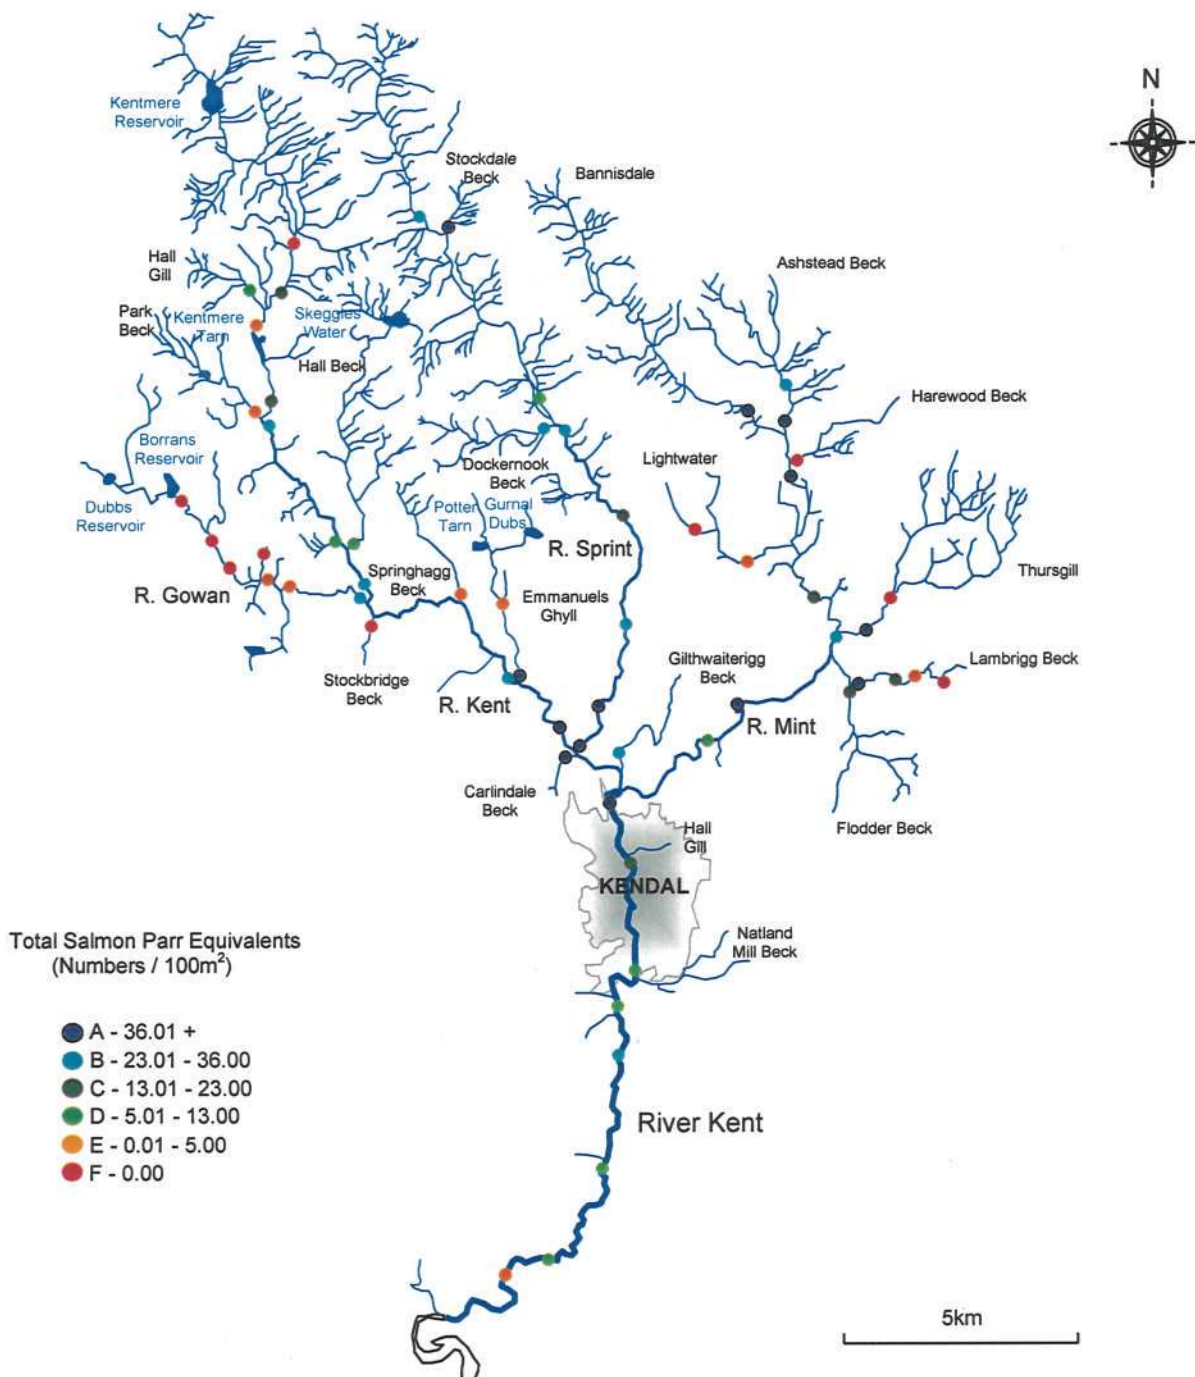 N
Kentmere
Reservoir
Stockdale
Beck
Bannisdale
Hall
Gill
Ashstead Beck
Park
Beck
Kentmere
Tarn
Skeggles
Water
Hall Beck
Harewood Beck
Borrans
Reservoir
Dockernook
Beck
Lightwater
Dubbs
Reservoir
Potter
Tarn
Gurnal
Dubs
R. Sprint
R. Gowan
Springhagg
Beck
Emmanuels
Ghyll
Thursgill
Stockbridge
Beck
R. Kent
Gilthwaiterigg
Beck
Lambrigg Beck
R. Mint
Carlindale
Beck
Flodder Beck
Hall
Gill
KENDAL
Natland
Mill Beck
Total Salmon Parr Equivalents
(Numbers / 100m²)
A - 36.01 +
B - 23.01 - 36.00
C - 13.01 - 23.00
D - 5.01 - 13.00
E - 0.01 - 5.00
F - 0.00
River Kent
5km